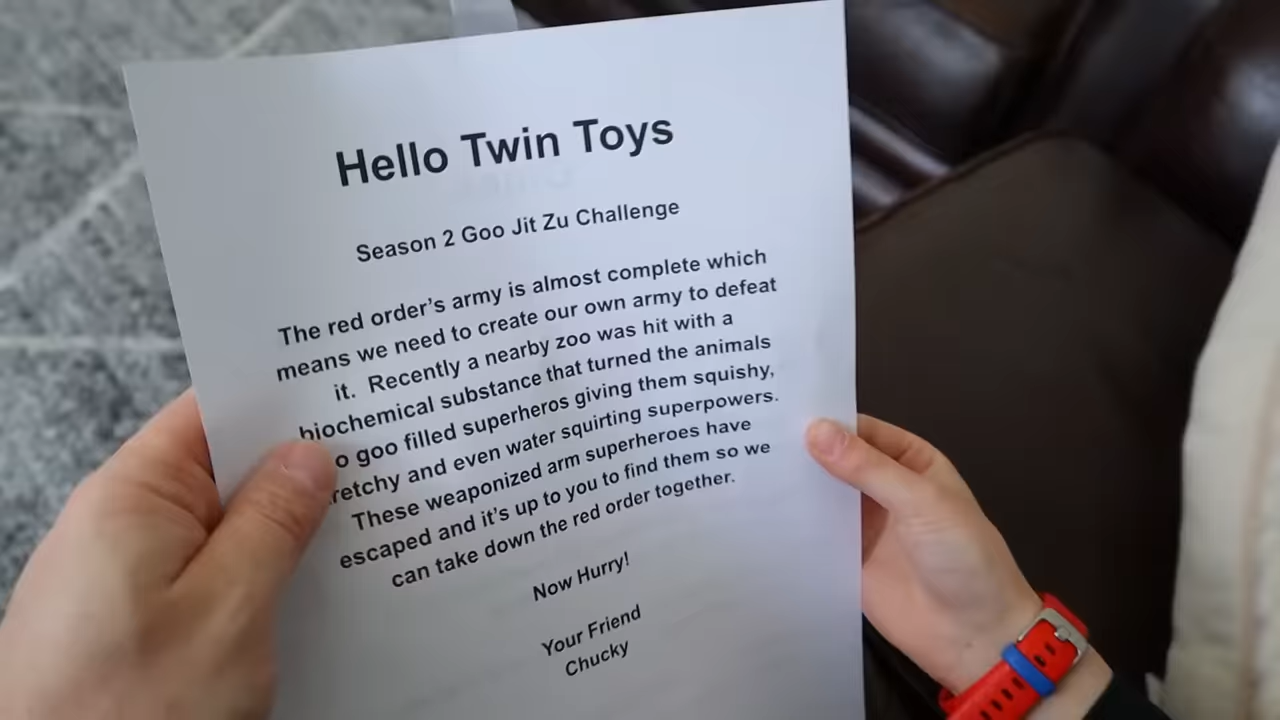 Hello Twin Toys
Season 2 Goo Jit Zu Challenge
The red order's army is almost complete which
means we need to create our own army to defeat
it. Recently a nearby zoo was hit with a
biochemical substance that turned the animals
goo filled superheros giving them squishy,
and even water squirting superpowers.
These weaponized arm superheroes have
escaped and it's up to you to find them so we
can take down the red order together.
Now Hurry!
Your Friend
Chucky